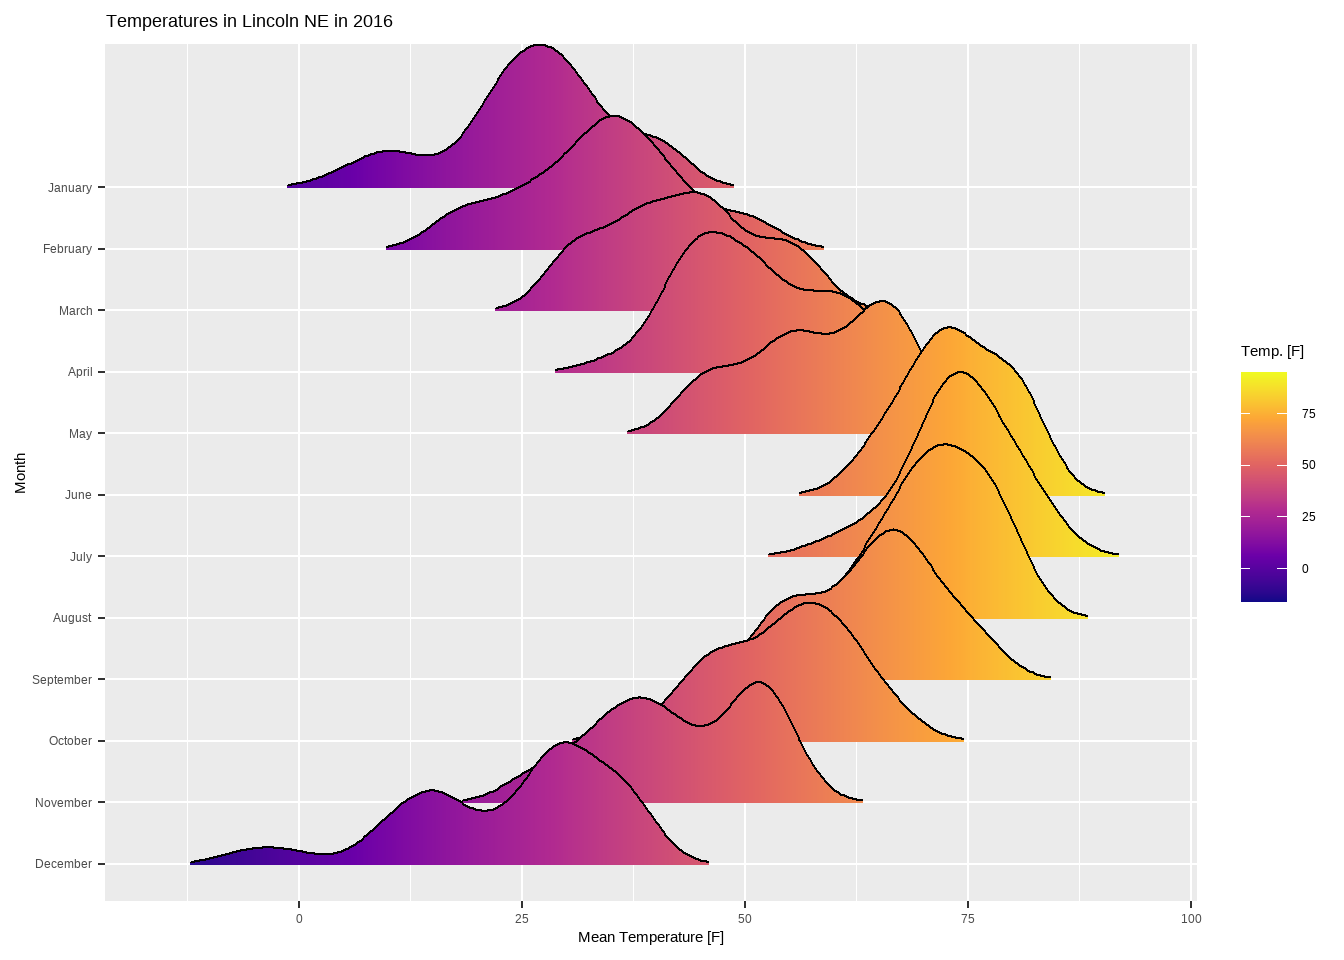 Temperatures in Lincoln NE in 2016
January
February
March
April
May
June
July
August
September
October
November
December
Month
0
25
50
75
100
Mean Temperature [F]
Temp. [F]
75
50
25
0